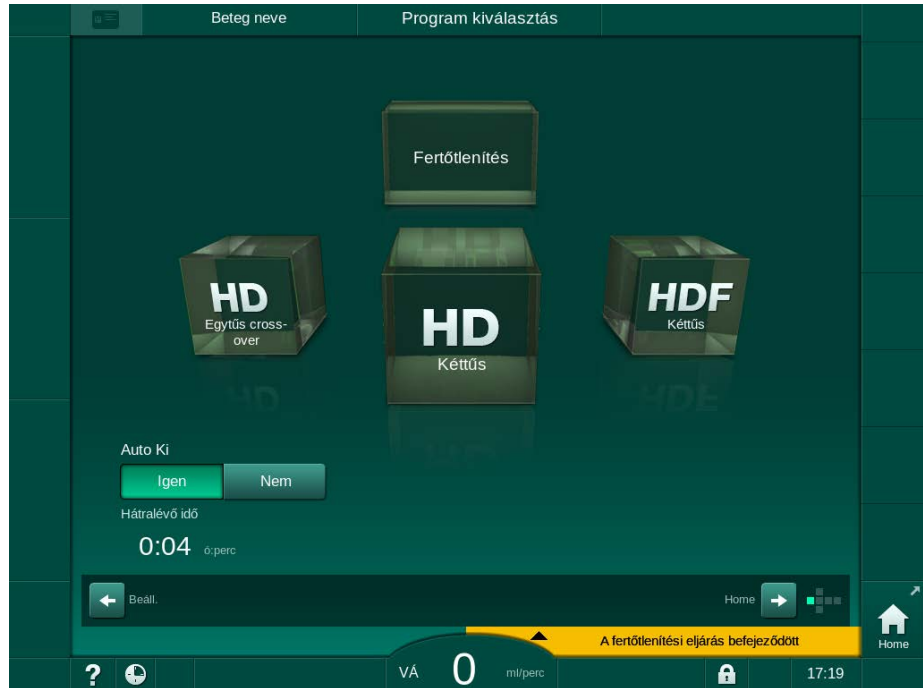 Beteg neve
Program kiválasztás
Fertőtlenítés
HD
Egytűs cross-
over
HD
Kéttűs
HDF
Kéttűs
Auto Ki
Igen
Nem
Hátralévő idő
0:04 ó:perc
Beáll.
Home
Home
A fertőtlenítési eljárás befejeződött
?
VÁ 0 ml/perc
17:19